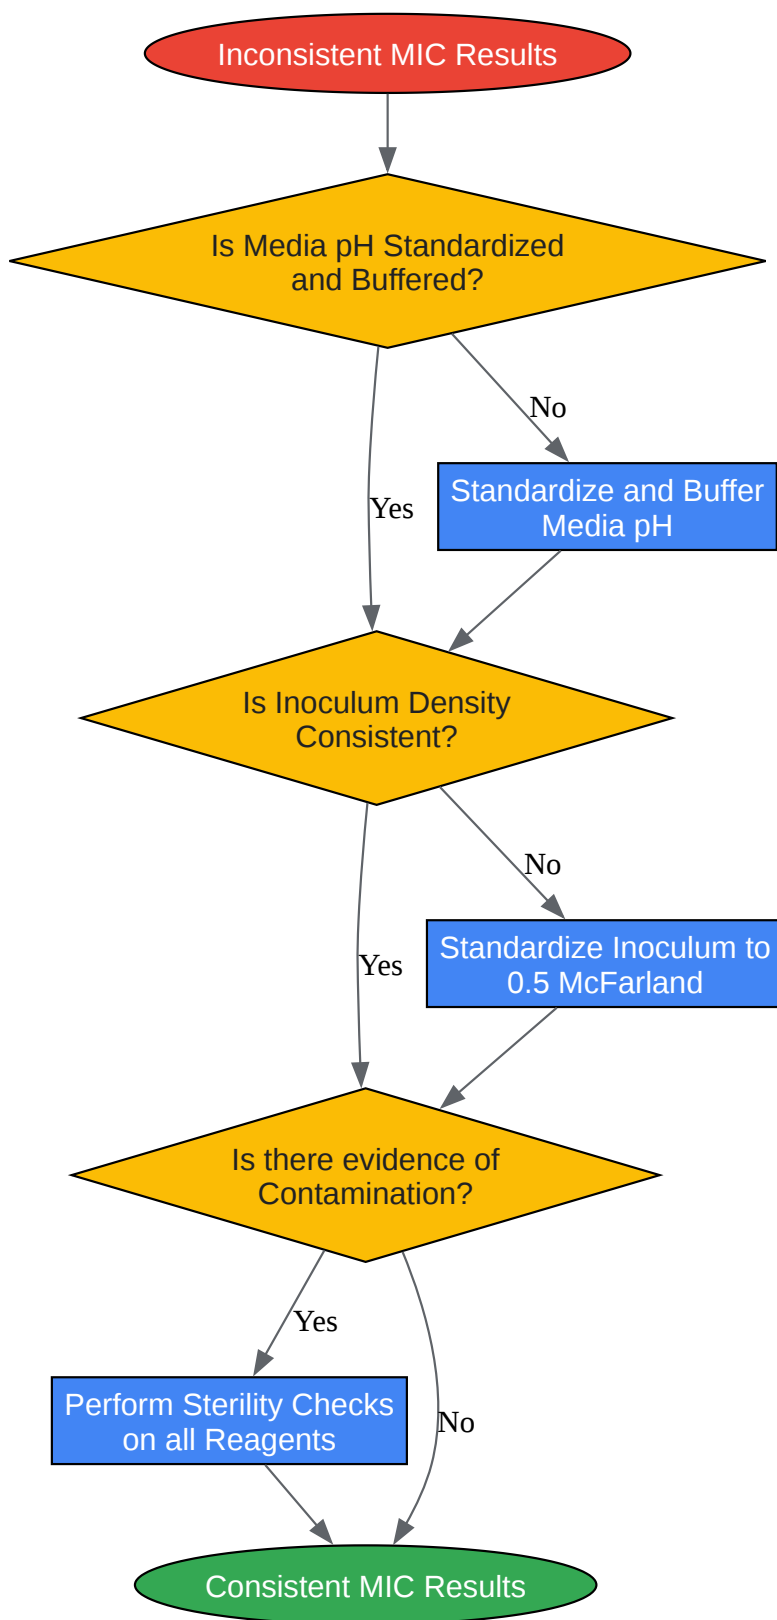 Inconsistent MIC Results
Is Media pH Standardized
and Buffered?
No
Standardize and Buffer
Media pH
Yes
Is Inoculum Density
Consistent?
No
Standardize Inoculum to
0.5 McFarland
Yes
Is there evidence of
Contamination?
Yes
Perform Sterility Checks
on all Reagents
No
Consistent MIC Results